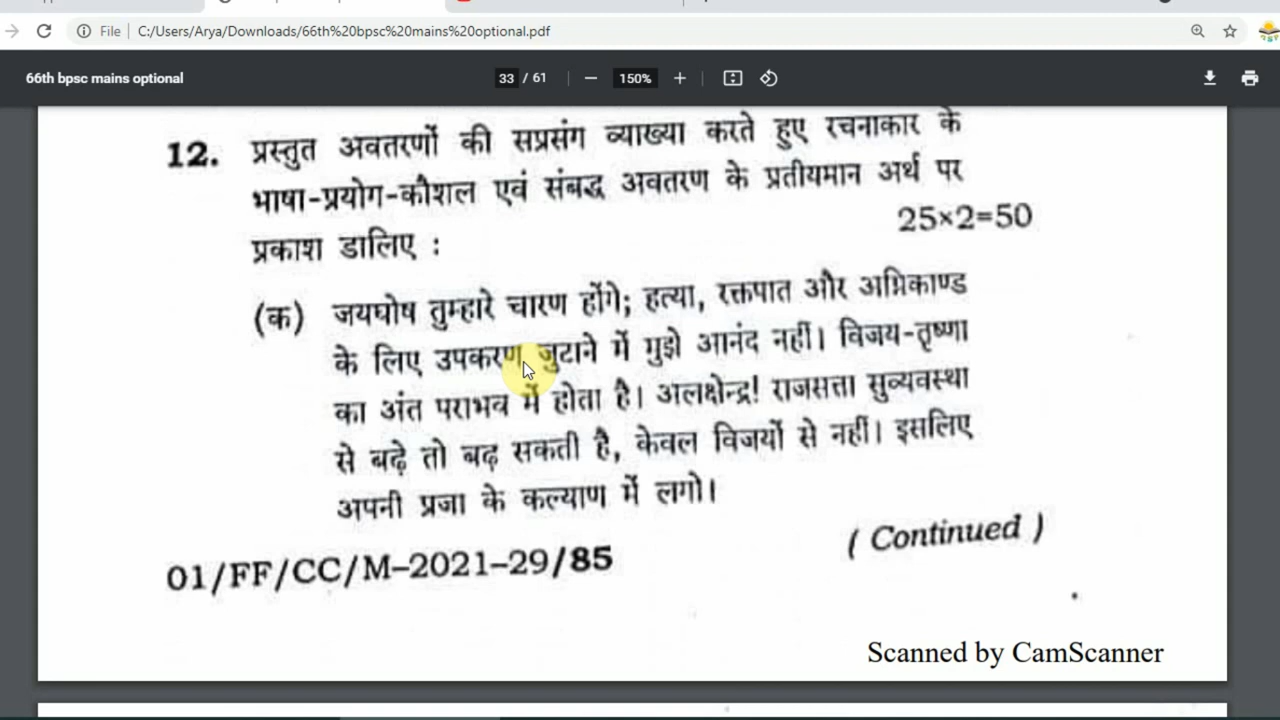 File | C:/Users/Arya/Downloads/66th%20bpsc%20mains%20optional.pdf
66th bpsc mains optional 33 / 61 150%
12. प्रस्तुत अवतरणों की सप्रसंग व्याख्या करते हुए रचनाकार के
भाषा-प्रयोग-कौशल एवं संबद्ध अवतरण के प्रतीयमान अर्थ पर
प्रकाश डालिए : 25×2=50
(क) जयघोष तुम्हारे चारण होंगे; हत्या, रक्तपात और अग्निकाण्ड
के लिए उपकरण जुटाने में मुझे आनंद नहीं। विजय-तृष्णा
का अंत पराभव में होता है। अलक्षेन्द्र! राजसत्ता सुव्यवस्था
से बढ़े तो बढ़ सकती है, केवल विजयों से नहीं। इसलिए
अपनी प्रजा के कल्याण में लगो।
( Continued )
01/FF/CC/M–2021–29/85
Scanned by CamScanner